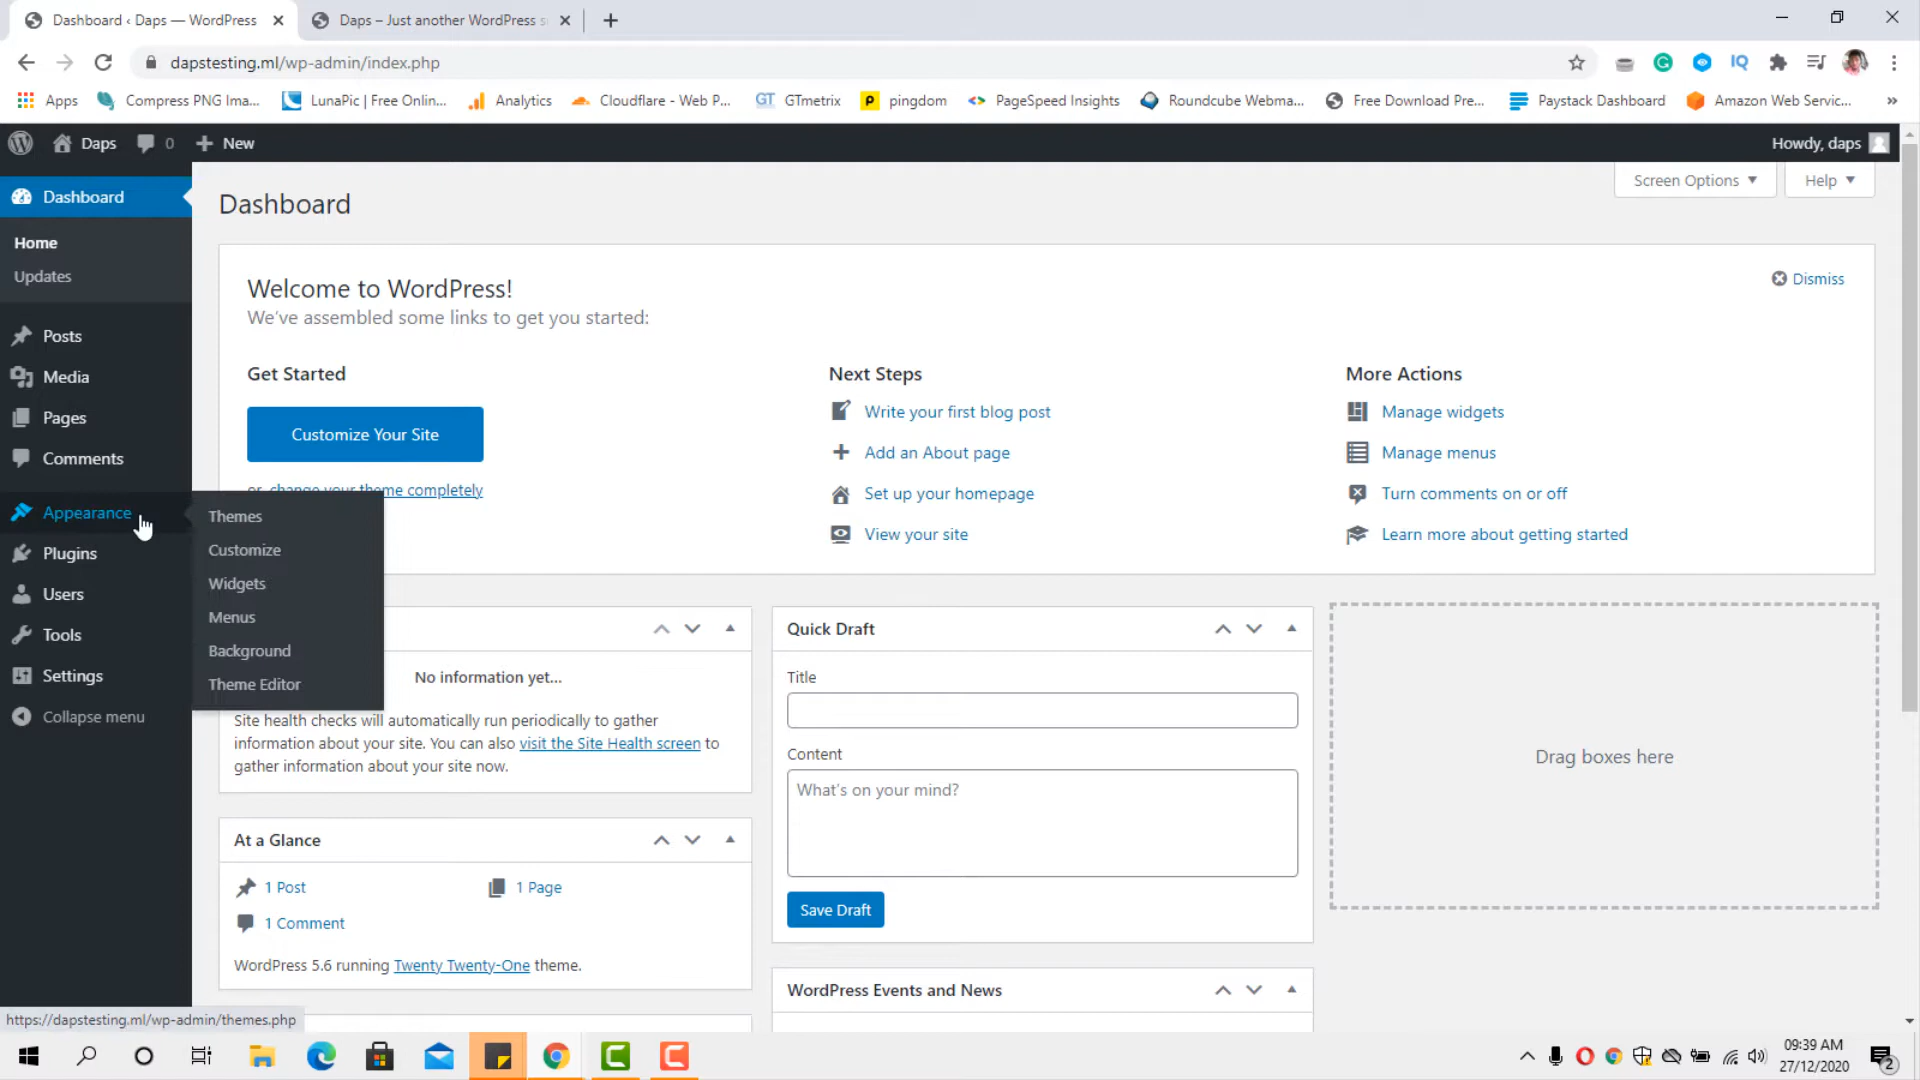 Dashboard ‹ Daps — WordPress
Daps – Just another WordPress s
dapstesting.ml/wp-admin/index.php
Apps
Compress PNG Ima...
LunaPic | Free Onlin...
Analytics
Cloudflare - Web P...
GTmetrix
pingdom
PageSpeed Insights
Roundcube Webma...
Free Download Pre...
Paystack Dashboard
Amazon Web Servic...
Daps
0
New
Howdy, daps
Dashboard
Home
Updates
Posts
Media
Pages
Comments
Appearance
Plugins
Users
Tools
Settings
Collapse menu
Themes
Customize
Widgets
Menus
Background
Theme Editor
Screen Options
Help
Dashboard
Welcome to WordPress!
We've assembled some links to get you started:
Dismiss
Get Started
Customize Your Site
or, change your theme completely
Next Steps
Write your first blog post
Add an About page
Set up your homepage
View your site
More Actions
Manage widgets
Manage menus
Turn comments on or off
Learn more about getting started
No information yet...
Site health checks will automatically run periodically to gather
information about your site. You can also visit the Site Health screen to
gather information about your site now.
At a Glance
1 Post
1 Page
1 Comment
WordPress 5.6 running Twenty Twenty-One theme.
Quick Draft
Title
Content
What's on your mind?
Save Draft
WordPress Events and News
Drag boxes here
https://dapstesting.ml/wp-admin/themes.php
09:39 AM
27/12/2020
2